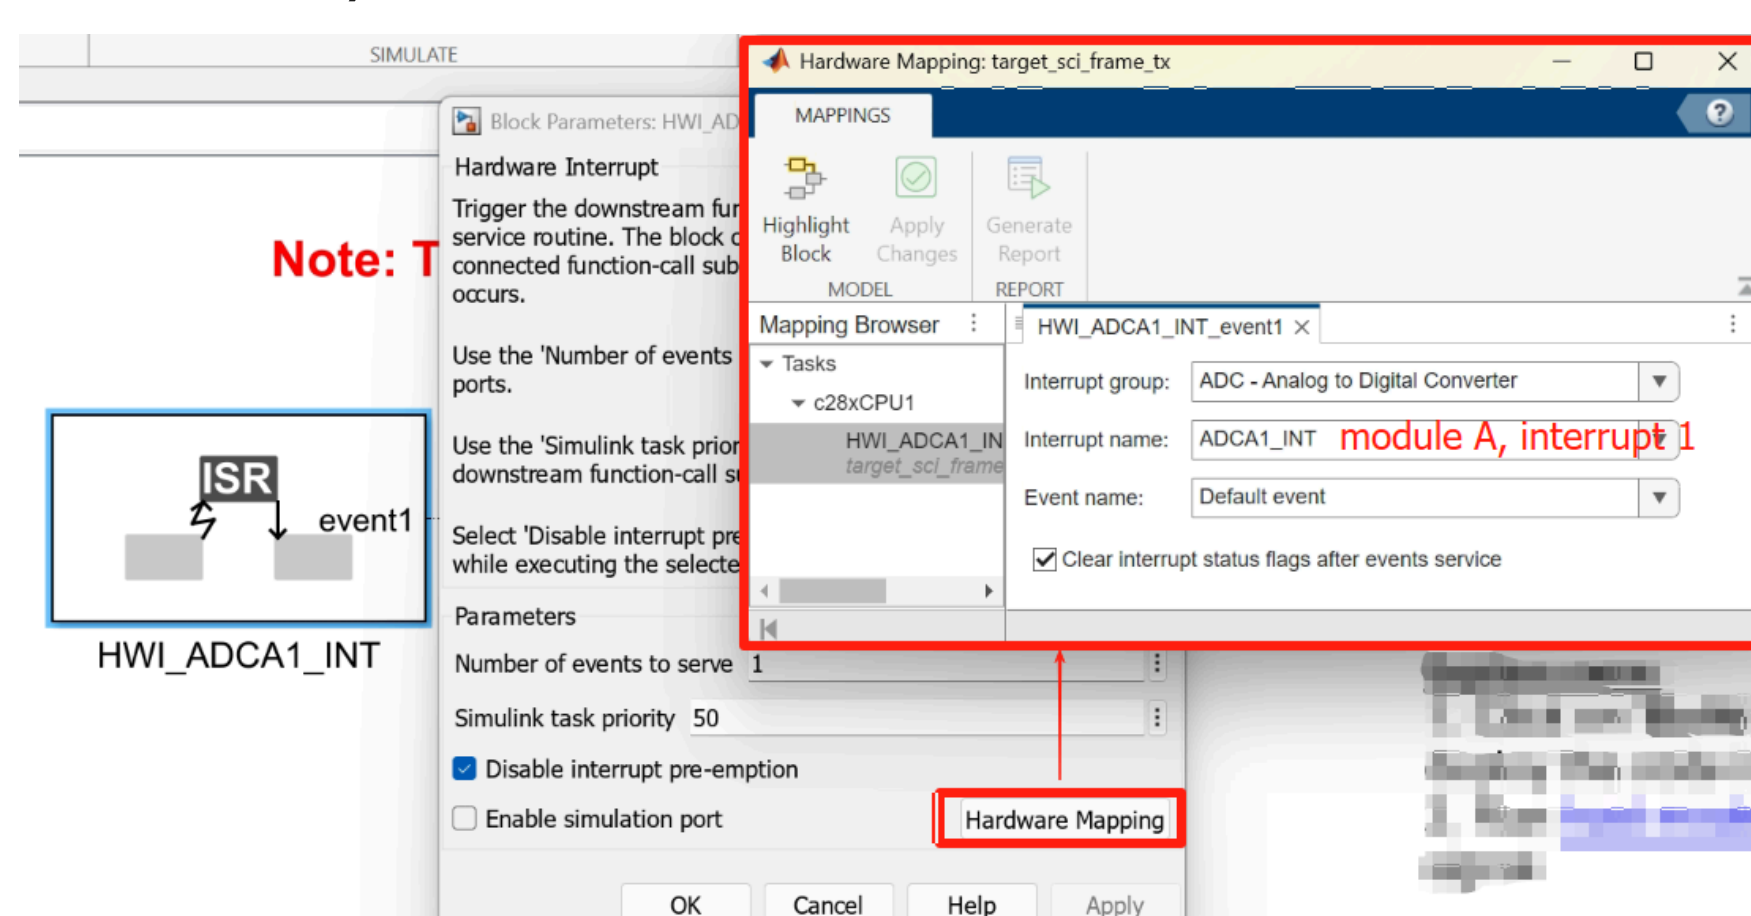 SIMULATE
Note: T
ISR
event1
HWI_ADCA1_INT
Block Parameters: HWI_AD
Hardware Interrupt
Trigger the downstream fun
service routine. The block c
connected function-call sub
occurs.
Use the 'Number of events
ports.
Use the 'Simulink task prior
downstream function-call su
Select 'Disable interrupt pre
while executing the selecte
Parameters
Number of events to serve 1
Simulink task priority 50
Disable interrupt pre-emption
Enable simulation port
Hardware Mapping
OK Cancel Help Apply
Hardware Mapping: target_sci_frame_tx
MAPPINGS
?
Highlight Block
Apply Changes
Generate Report
MODEL
REPORT
Mapping Browser
Tasks
c28xCPU1
HWI_ADCA1_IN
target_sci_frame
HWI_ADCA1_INT_event1
Interrupt group: ADC - Analog to Digital Converter
Interrupt name: ADCA1_INT module A, interrupt 1
Event name: Default event
Clear interrupt status flags after events service